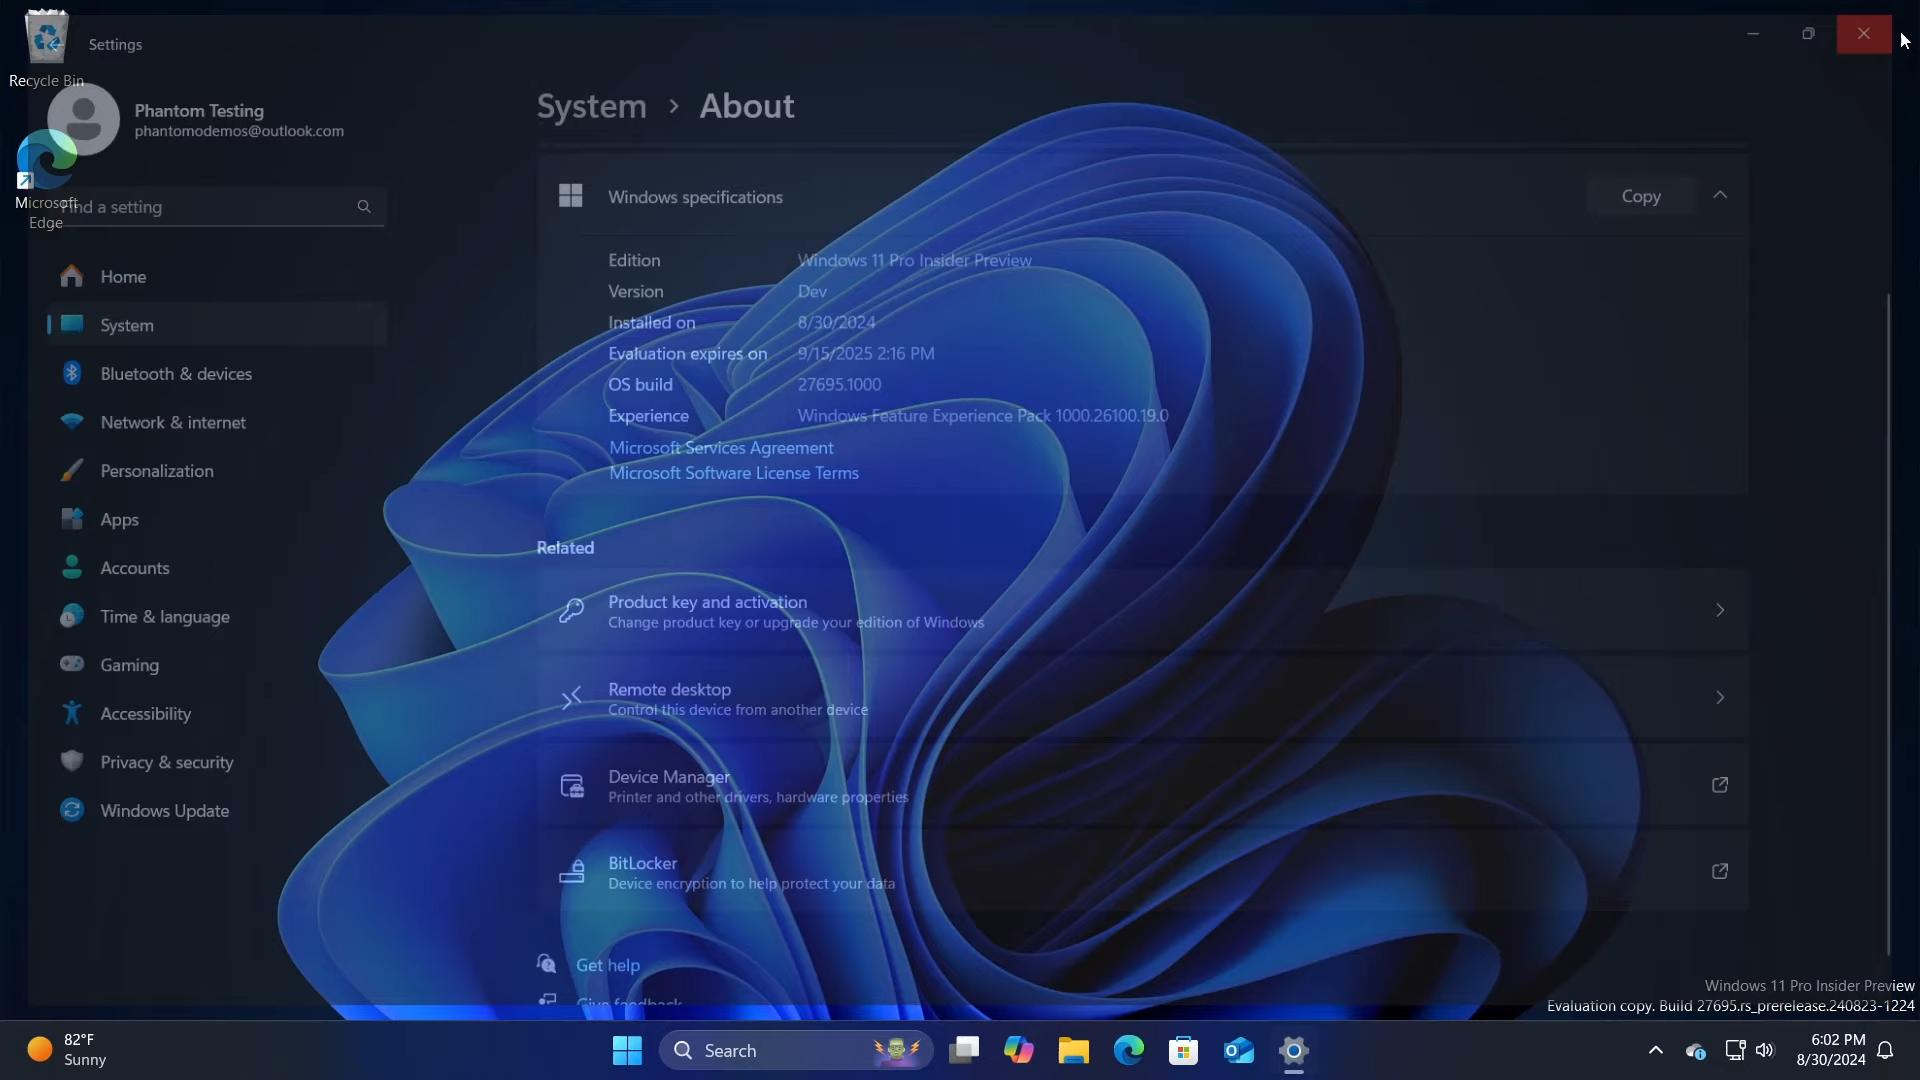 Settings
Recycle Bin
Phantom Testing
phantomodemos@outlook.com
Microsoft
Edge
Find a setting
Home
System
Bluetooth & devices
Network & internet
Personalization
Apps
Accounts
Time & language
Gaming
Accessibility
Privacy & security
Windows Update
System > About
Windows specifications
Copy
Edition Windows 11 Pro Insider Preview
Version Dev
Installed on 8/30/2024
Evaluation expires on 9/15/2025 2:16 PM
OS build 27695.1000
Experience Windows Feature Experience Pack 1000.26100.19.0
Microsoft Services Agreement
Microsoft Software License Terms
Related
Product key and activation
Change product key or upgrade your edition of Windows
Remote desktop
Control this device from another device
Device Manager
Printer and other drivers, hardware properties
BitLocker
Device encryption to help protect your data
Get help
Give feedback
Windows 11 Pro Insider Preview
Evaluation copy. Build 27695.rs_prerelease.240823-1224
82°F
Sunny
Search
6:02 PM
8/30/2024